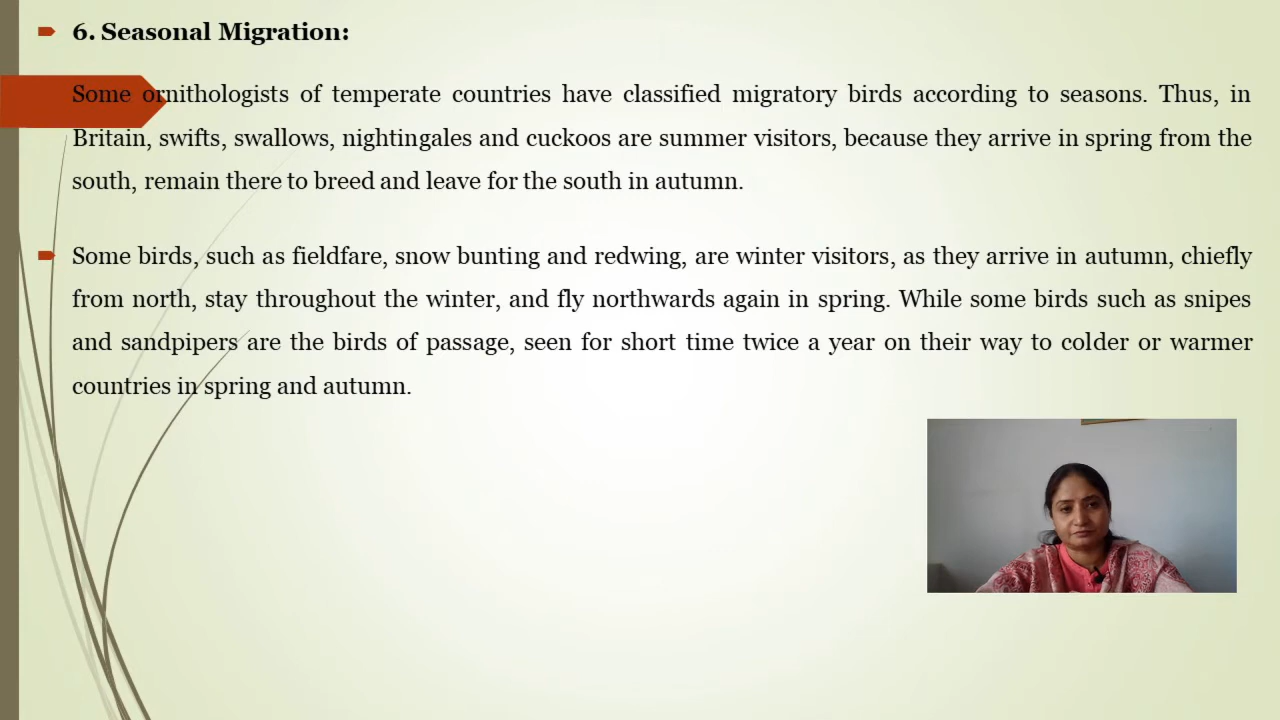 6. Seasonal Migration:
Some ornithologists of temperate countries have classified migratory birds according to seasons. Thus, in
Britain, swifts, swallows, nightingales and cuckoos are summer visitors, because they arrive in spring from the
south, remain there to breed and leave for the south in autumn.
Some birds, such as fieldfare, snow bunting and redwing, are winter visitors, as they arrive in autumn, chiefly
from north, stay throughout the winter, and fly northwards again in spring. While some birds such as snipes
and sandpipers are the birds of passage, seen for short time twice a year on their way to colder or warmer
countries in spring and autumn.